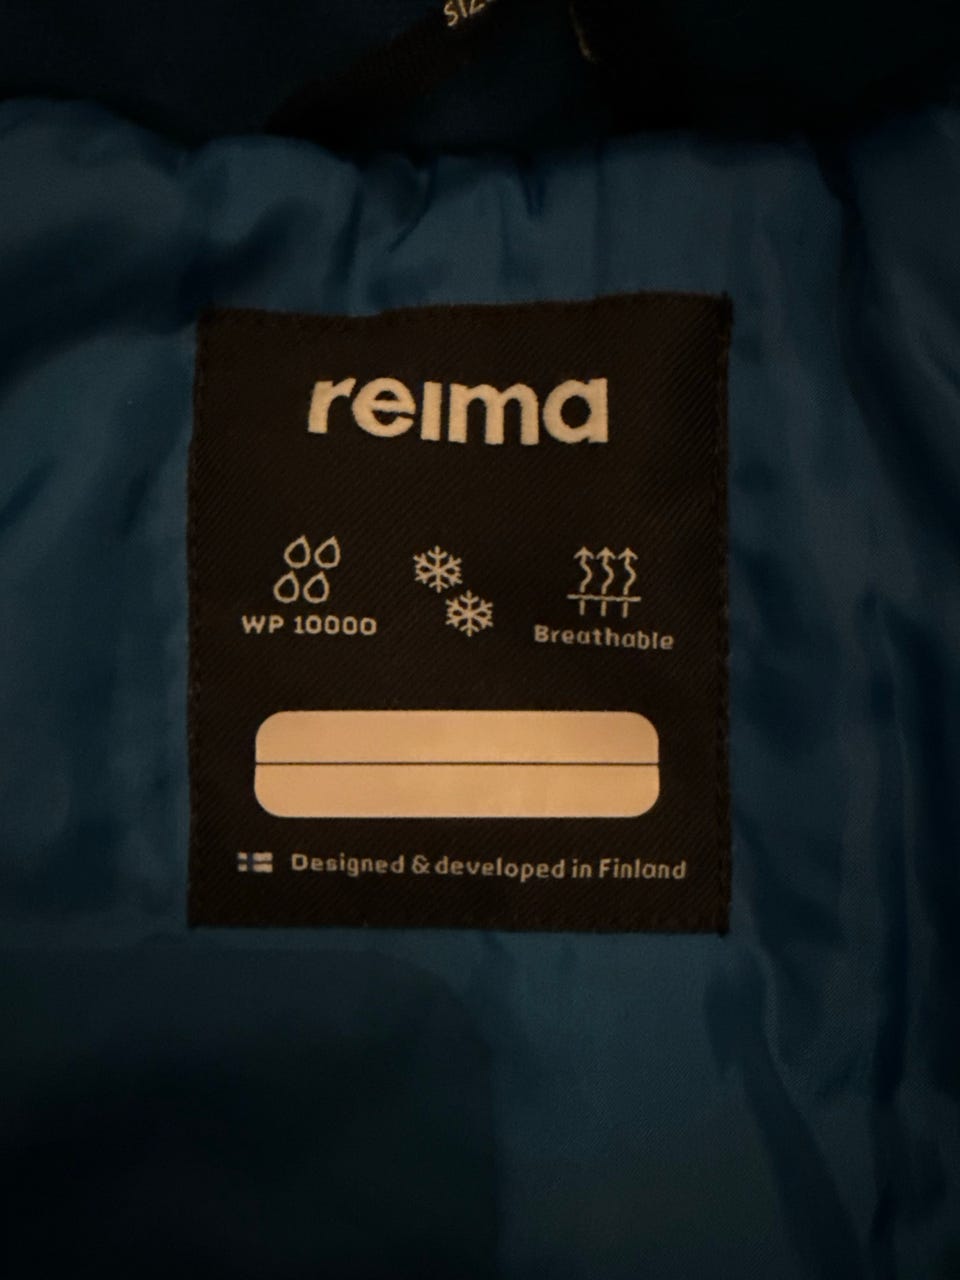 reima
WP 10000
Breathable
Designed & developed in Finland